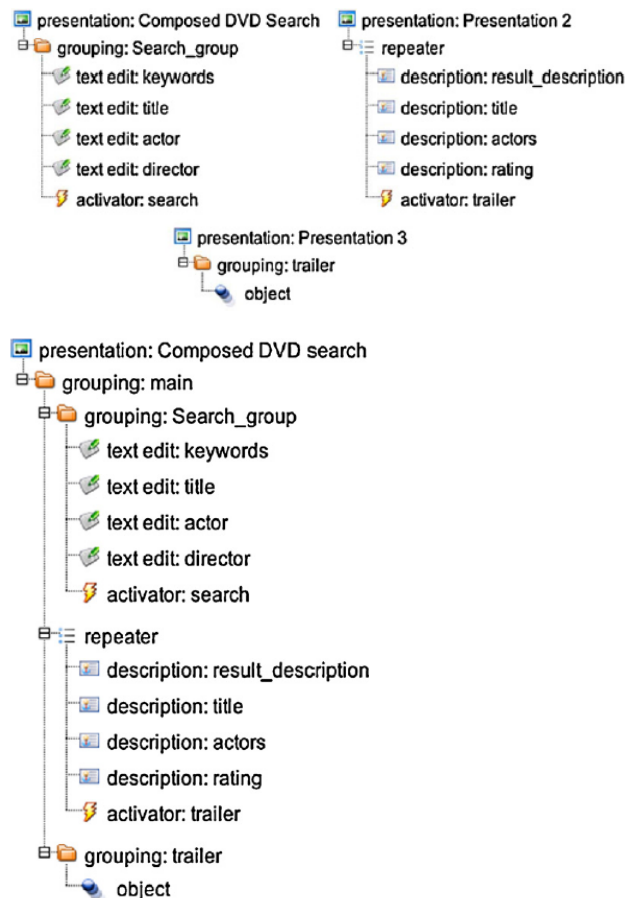 presentation: Composed DVD Search
grouping: Search_group
text edit: keywords
text edit: title
text edit: actor
text edit: director
activator: search
presentation: Presentation 2
repeater
description: result_description
description: title
description: actors
description: rating
activator: trailer
presentation: Presentation 3
grouping: trailer
object
presentation: Composed DVD search
grouping: main
grouping: Search_group
text edit: keywords
text edit: title
text edit: actor
text edit: director
activator: search
repeater
description: result_description
description: title
description: actors
description: rating
activator: trailer
grouping: trailer
object